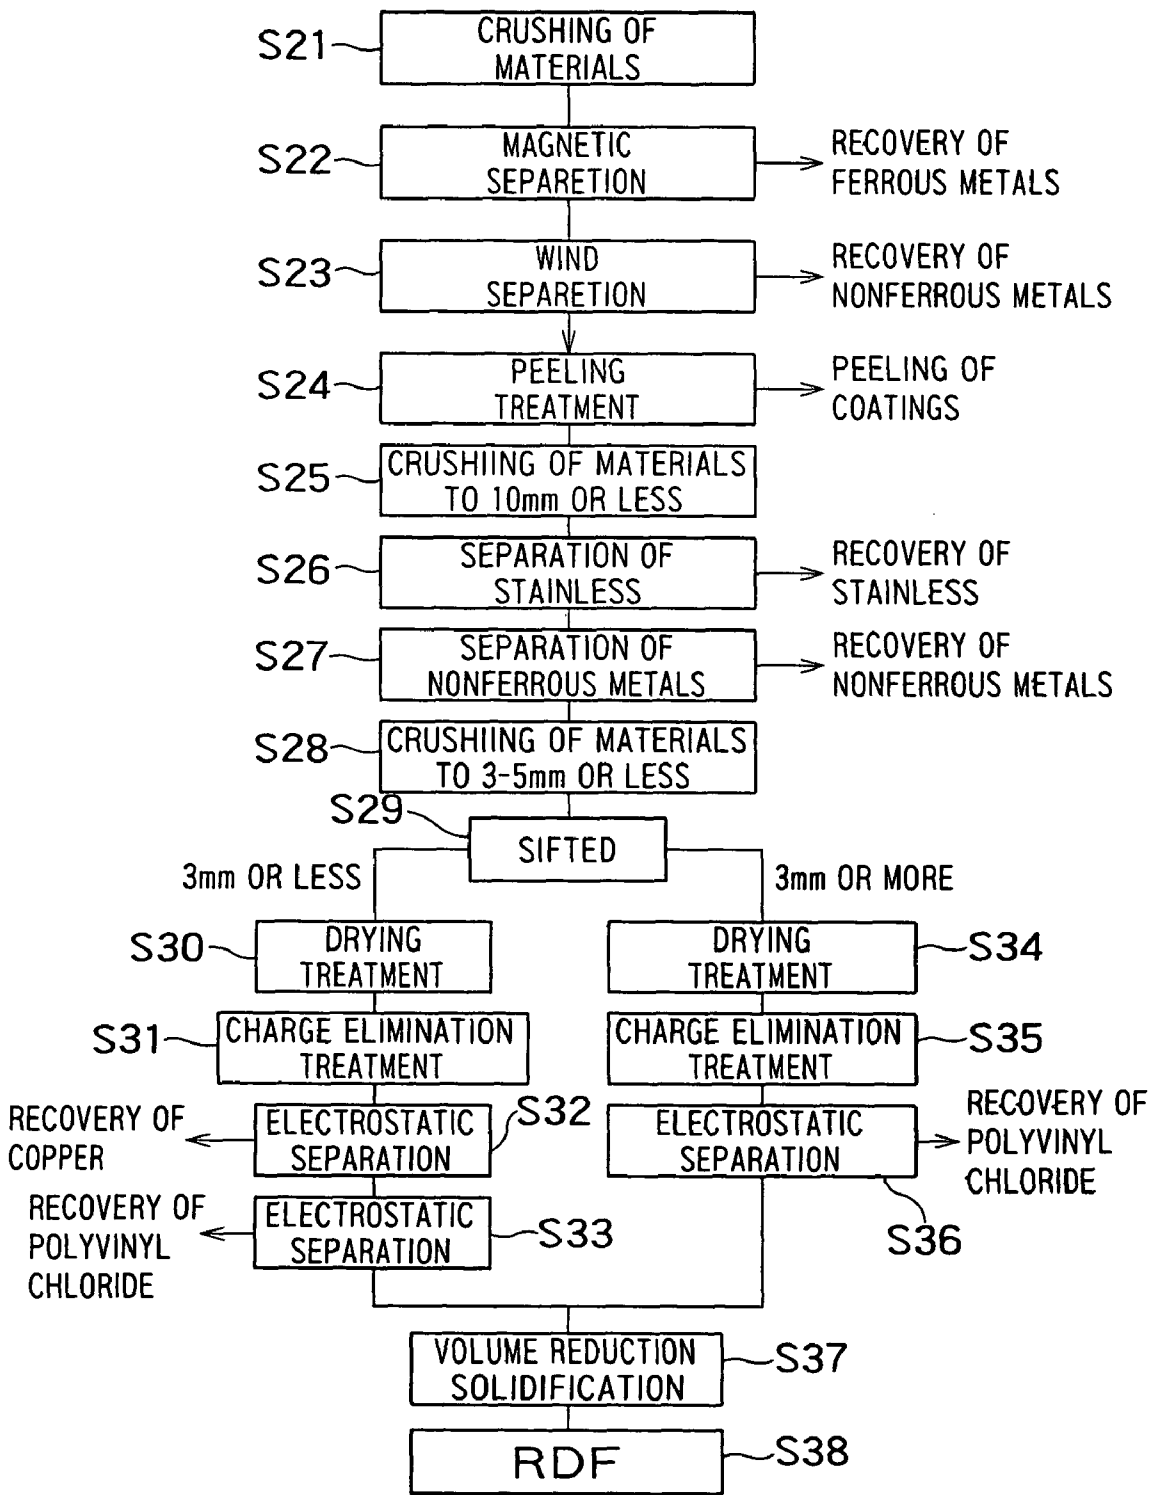 S21
CRUSHING OF
MATERIALS
S22
MAGNETIC
SEPARETION
RECOVERY OF
FERROUS METALS
S23
WIND
SEPARETION
RECOVERY OF
NONFERROUS METALS
S24
PEELING
TREATMENT
PEELING OF
COATINGS
S25
CRUSHIING OF MATERIALS
TO 10mm OR LESS
S26
SEPARATION OF
STAINLESS
RECOVERY OF
STAINLESS
S27
SEPARATION OF
NONFERROUS METALS
RECOVERY OF
NONFERROUS METALS
S28
CRUSHIING OF MATERIALS
TO 3-5mm OR LESS
S29
SIFTED
3mm OR LESS
3mm OR MORE
S30
DRYING
TREATMENT
DRYING
TREATMENT
S34
S31
CHARGE ELIMINATION
TREATMENT
CHARGE ELIMINATION
TREATMENT
S35
RECOVERY OF
COPPER
ELECTROSTATIC
SEPARATION
S32
ELECTROSTATIC
SEPARATION
S36
RECOVERY OF
POLYVINYL
CHLORIDE
RECOVERY OF
POLYVINYL
CHLORIDE
ELECTROSTATIC
SEPARATION
S33
VOLUME REDUCTION
SOLIDIFICATION
S37
RDF
S38